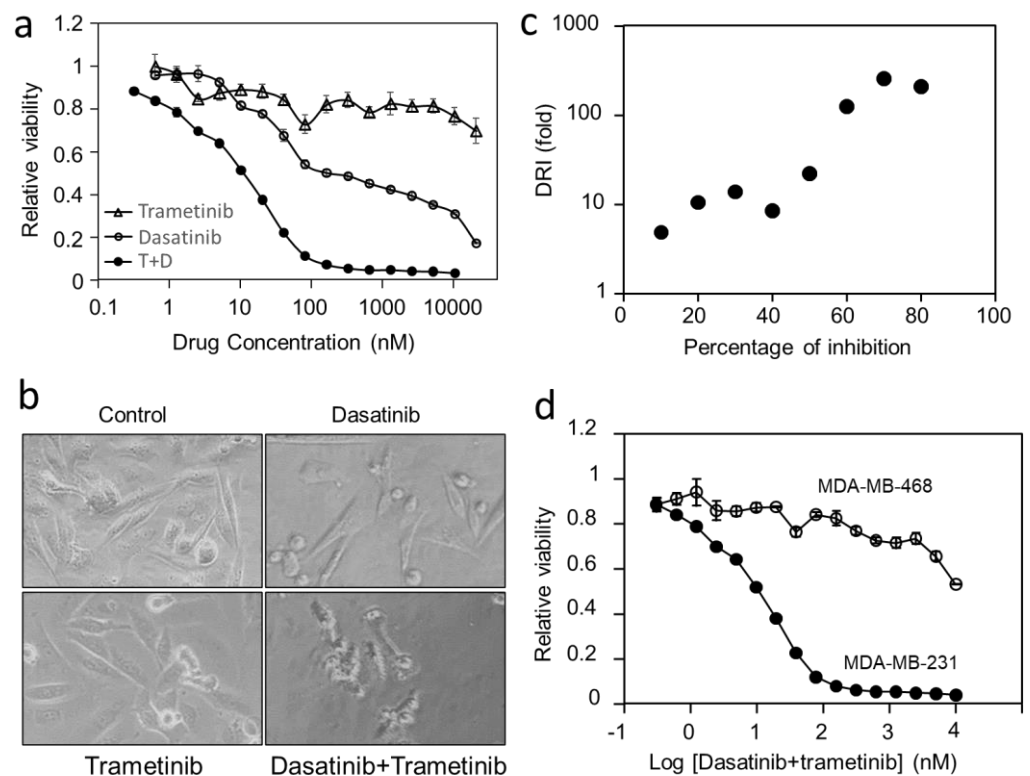 a
1.2
1.0
0.8
0.6
0.4
0.2
0
Relative viability
Trametinib
Dasatinib
T+D
0.1 1 10 100 1000 10000
Drug Concentration (nM)
b
Control Dasatinib
Trametinib Dasatinib+Trametinib
c
1000
100
10
1
DRI (fold)
0 20 40 60 80 100
Percentage of inhibition
d
1.2
1
0.8
0.6
0.4
0.2
0
Relative viability
MDA-MB-468
MDA-MB-231
-1 0 1 2 3 4
Log [Dasatinib+trametinib] (nM)